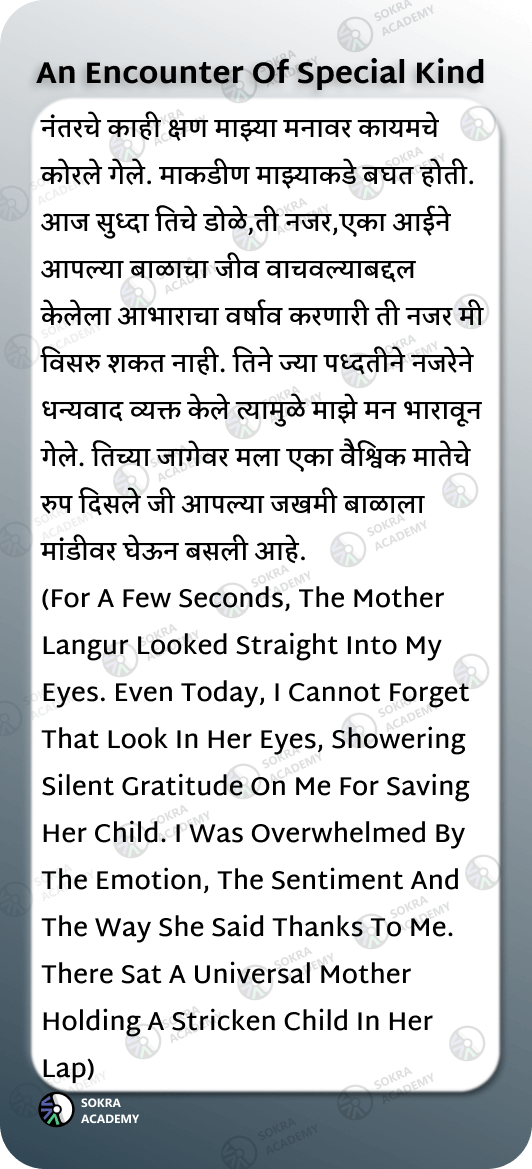 An Encounter Of Special Kind
नंतरचे काही क्षण माझ्या मनावर कायमचे
कोरले गेले. माकडीण माझ्याकडे बघत होती.
आज सुध्दा तिचे डोळे,ती नजर,एका आईने
आपल्या बाळाचा जीव वाचवल्याबद्दल
केलेला आभाराचा वर्षाव करणारी ती नजर मी
विसरु शकत नाही. तिने ज्या पध्दतीने नजरेने
धन्यवाद व्यक्त केले त्यामुळे माझे मन भारावून
गेले. तिच्या जागेवर मला एका वैश्विक मातेचे
रुप दिसले जी आपल्या जखमी बाळाला
मांडीवर घेऊन बसली आहे.
(For A Few Seconds, The Mother
Langur Looked Straight Into My
Eyes. Even Today, I Cannot Forget
That Look In Her Eyes, Showering
Silent Gratitude On Me For Saving
Her Child. I Was Overwhelmed By
The Emotion, The Sentiment And
The Way She Said Thanks To Me.
There Sat A Universal Mother
Holding A Stricken Child In Her
Lap)
SOKRA
ACADEMY